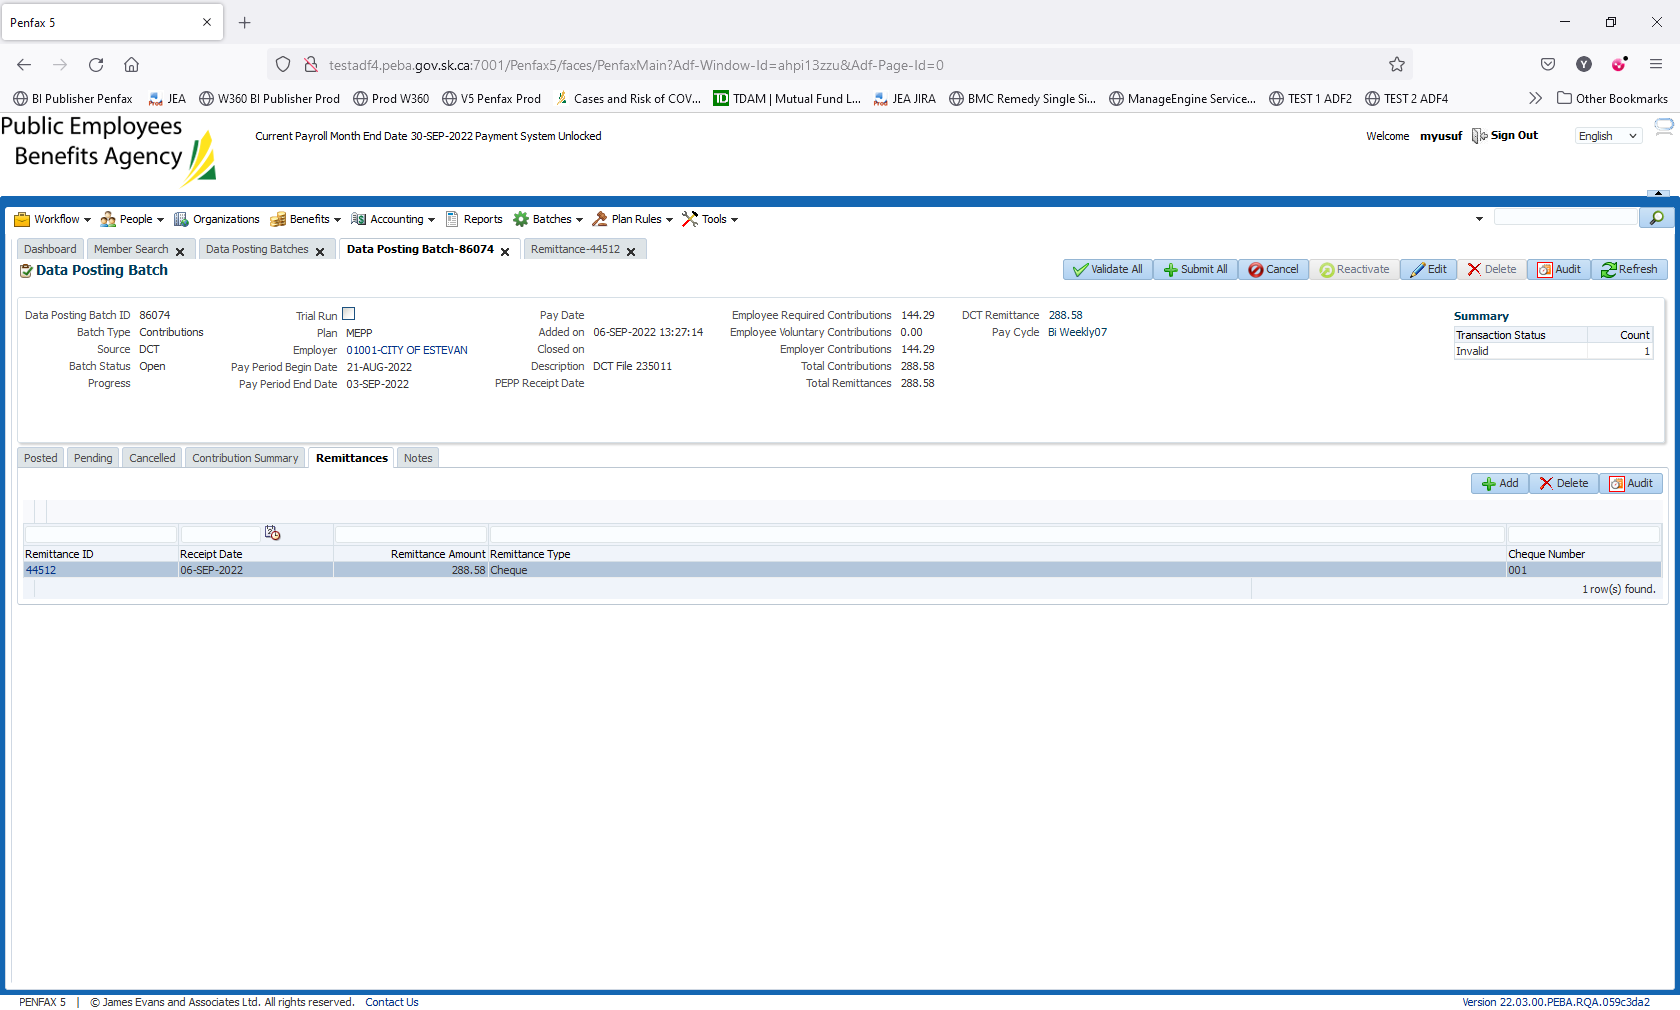 Penfax 5
testadf4.peba.gov.sk.ca:7001/Penfax5/faces/PenfaxMain?Adf-Window-Id=ahpi13zzu&Adf-Page-Id=0
Y
BI Publisher Penfax JEA W360 BI Publisher Prod Prod W360 V5 Penfax Prod Cases and Risk of COV... TD TDAM | Mutual Fund L... JEA JIRA BMC Remedy Single Si... ManageEngine Service... TEST 1 ADF2 TEST 2 ADF4 Other Bookmarks
Public Employees
Benefits Agency
Current Payroll Month End Date 30-SEP-2022 Payment System Unlocked
Welcome myusuf Sign Out English
Workflow People Organizations Benefits Accounting Reports Batches Plan Rules Tools
Dashboard Member Search Data Posting Batches Data Posting Batch-86074 Remittance-44512
Data Posting Batch
Validate All Submit All Cancel Reactivate Edit Delete Audit Refresh
Data Posting Batch ID 86074
Batch Type Contributions
Source DCT
Batch Status Open
Progress
Trial Run
Plan MEPP
Employer 01001-CITY OF ESTEVAN
Pay Period Begin Date 21-AUG-2022
Pay Period End Date 03-SEP-2022
Pay Date
Added on 06-SEP-2022 13:27:14
Closed on
Description DCT File 235011
PEPP Receipt Date
Employee Required Contributions 144.29
Employee Voluntary Contributions 0.00
Employer Contributions 144.29
Total Contributions 288.58
Total Remittances 288.58
DCT Remittance 288.58
Pay Cycle Bi Weekly07
Summary
Transaction Status Count
Invalid 1
Posted Pending Cancelled Contribution Summary Remittances Notes
Add Delete Audit
Remittance ID Receipt Date Remittance Amount Remittance Type Cheque Number
44512 06-SEP-2022 288.58 Cheque 001
1 row(s) found.
PENFAX 5 | © James Evans and Associates Ltd. All rights reserved. Contact Us
Version 22.03.00.PEBA.RQA.059c3da2